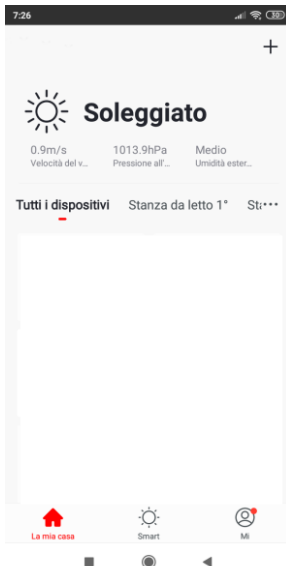 7:26
+
Soleggiato
0.9m/s 1013.9hPa Medio
Velocità del v... Pressione all'... Umidità ester...
Tutti i dispositivi Stanza da letto 1° Sta•••
La mia casa Smart Mi